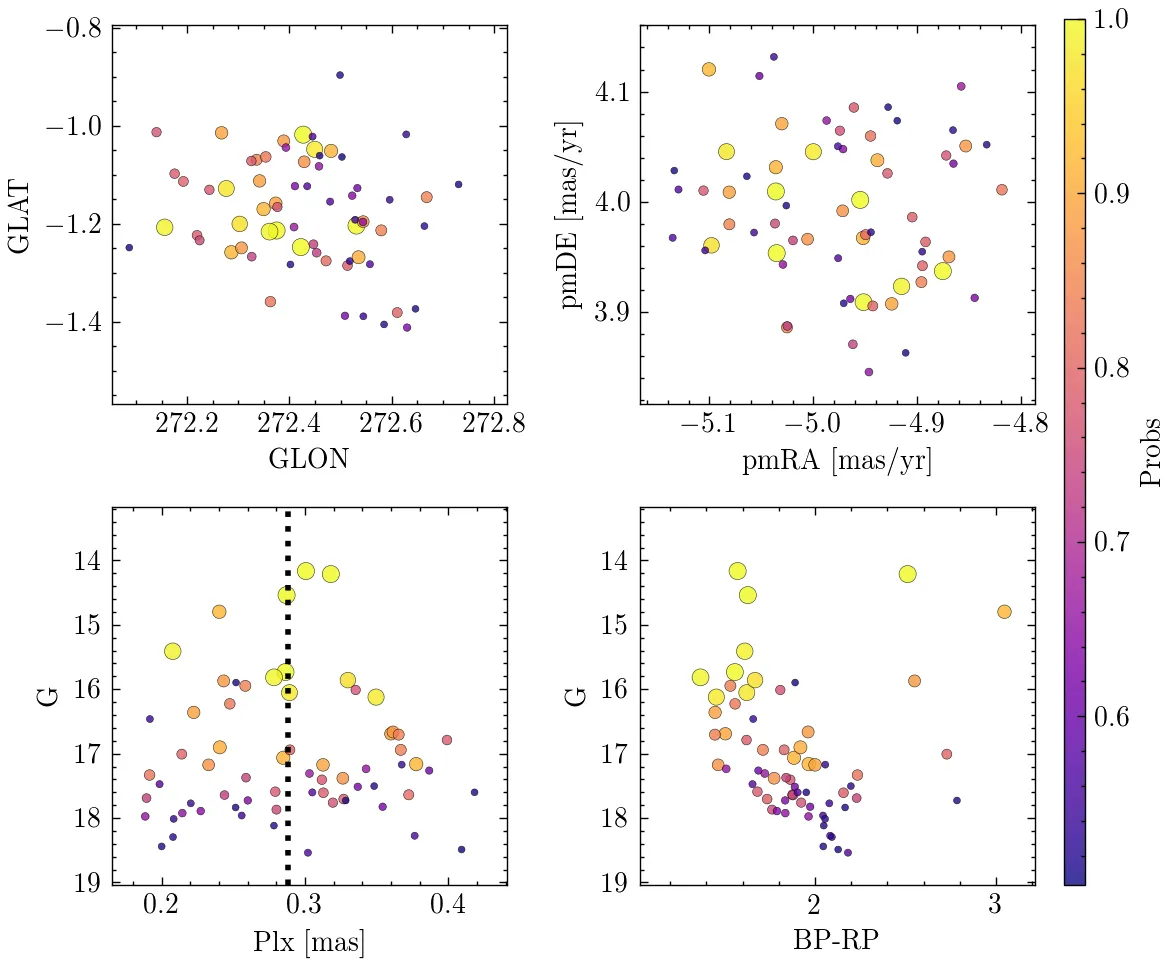 −0.8
−1.0
−1.2
−1.4
GLAT
272.2 272.4 272.6 272.8
GLON
4.1
4.0
3.9
pmDE [mas/yr]
−5.1 −5.0 −4.9 −4.8
pmRA [mas/yr]
14
15
16
17
18
19
G
0.2 0.3 0.4
Plx [mas]
14
15
16
17
18
19
G
2 3
BP-RP
1.0
0.9
0.8
0.7
0.6
Probs